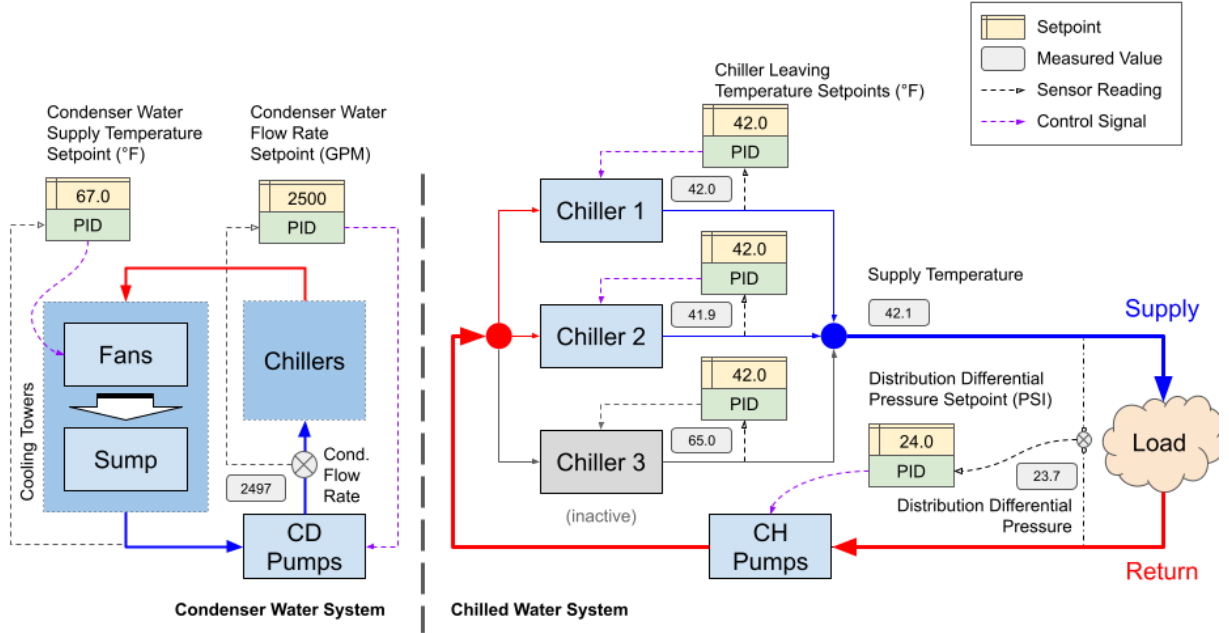 Setpoint
Measured Value
Sensor Reading
Control Signal
Condenser Water
Supply Temperature
Setpoint (°F)
67.0
PID
Condenser Water
Flow Rate
Setpoint (GPM)
2500
PID
Cooling Towers
Fans
Sump
Chillers
Cond.
Flow
Rate
2497
CD
Pumps
Condenser Water System
Chiller Leaving
Temperature Setpoints (°F)
42.0
PID
Chiller 1
42.0
42.0
PID
Chiller 2
41.9
42.0
PID
Chiller 3
65.0
(inactive)
Supply Temperature
42.1
Supply
Distribution Differential
Pressure Setpoint (PSI)
24.0
PID
23.7
Distribution Differential
Pressure
Load
CH
Pumps
Return
Chilled Water System